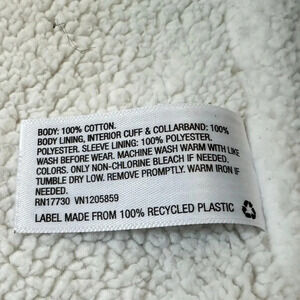 BODY: 100% COTTON.
BODY LINING, INTERIOR CUFF & COLLARBAND: 100%
POLYESTER. SLEEVE LINING: 100% POLYESTER.
WASH BEFORE WEAR. MACHINE WASH WARM WITH LIKE
COLORS. ONLY NON-CHLORINE BLEACH IF NEEDED.
TUMBLE DRY LOW. REMOVE PROMPTLY. WARM IRON IF
NEEDED.
RN17730 VN1205859
LABEL MADE FROM 100% RECYCLED PLASTIC